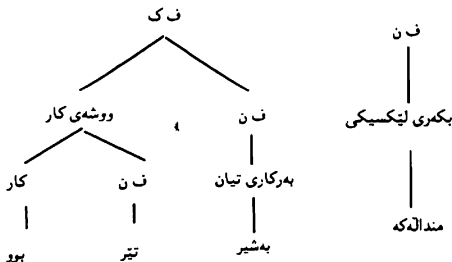 ف ک
ف ن
ووشەی کار
ف ن
بکەری لێکسیکی
کار
ف ن
بەرکاری تیان
منداڵەکە
بوو
تێر
بەشیر